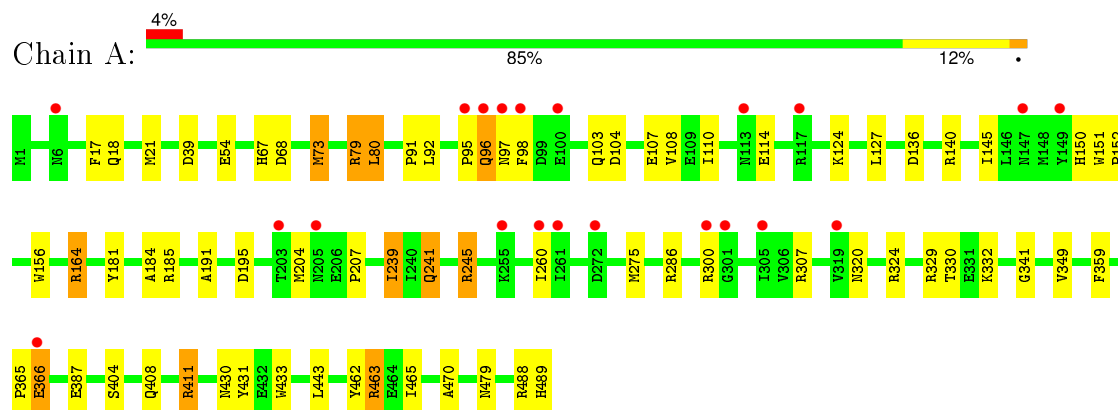 4%
Chain A:
85%
12%
M1 N6 F17 Q18 M21 D39 E54 H67 D68 M73 R79 L80 P91 L92 P95 Q96 N97 F98 D99 E100 Q103 D104 E107 V108 E109 I110 N113 E114 R117 K124 L127 D136 R140 I145 L146 N147 M148 Y149 H150 W151 D152
W156 R164 Y181 A184 R185 A191 D195 T203 M204 N205 E206 P207 I239 I240 Q241 R245 K255 I260 I261 D272 M275 R286 R300 G301 I305 V306 R307 V319 N320 R324 R329 T330 E331 K332 G341 V349 F359
P365 E366 E387 S404 Q408 R411 N430 Y431 E432 W433 L443 Y462 R463 E464 I465 A470 N479 R488 H489